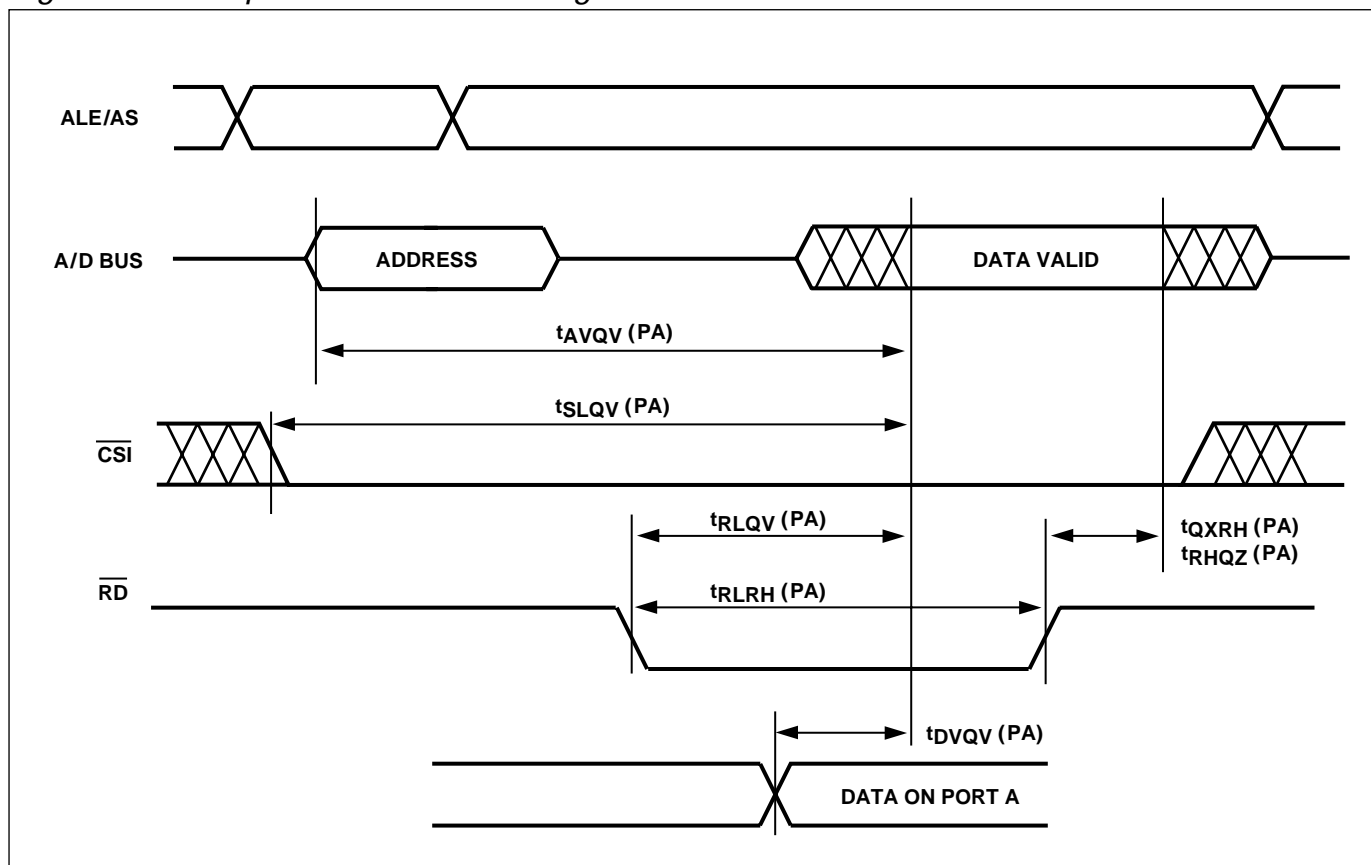 ALE/AS
A/D BUS
ADDRESS
DATA VALID
tAVQV (PA)
tSLQV (PA)
CSI
tRLQV (PA)
tQXRH (PA)
tRHQZ (PA)
RD
tRLRH (PA)
tDVQV (PA)
DATA ON PORT A